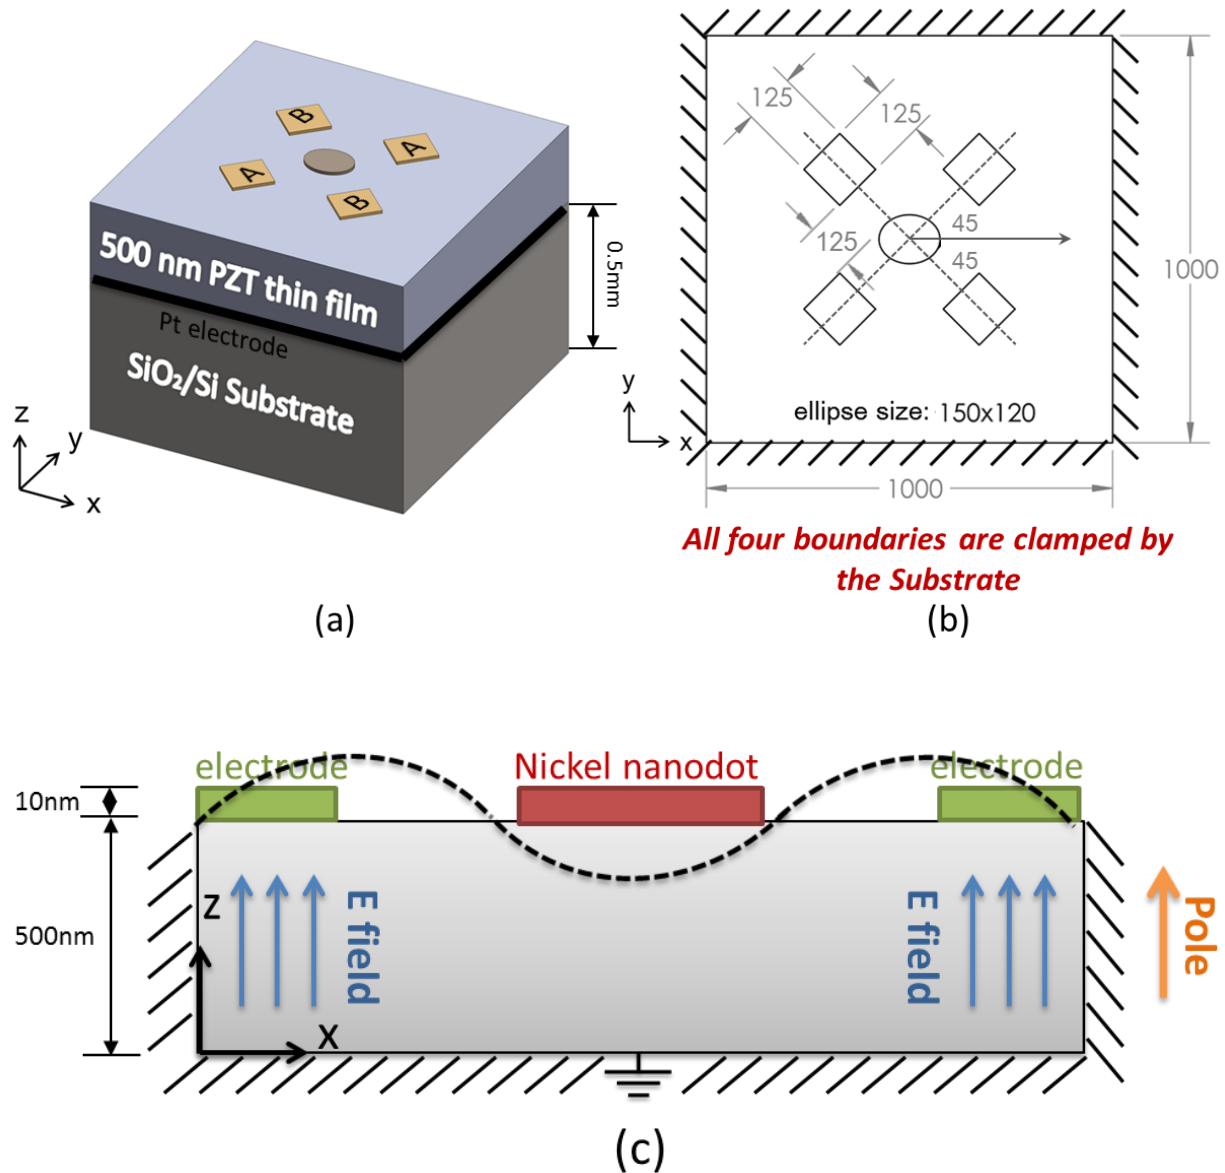 B
A
A
B
500 nm PZT thin film
Pt electrode
SiO₂/Si Substrate
0.5mm
z
y
x
(a)
125
125
125
45
45
1000
y
x
ellipse size: 150x120
1000
All four boundaries are clamped by
the Substrate
(b)
electrode
Nickel nanodot
electrode
10nm
500nm
Z
X
E field
E field
Pole
(c)